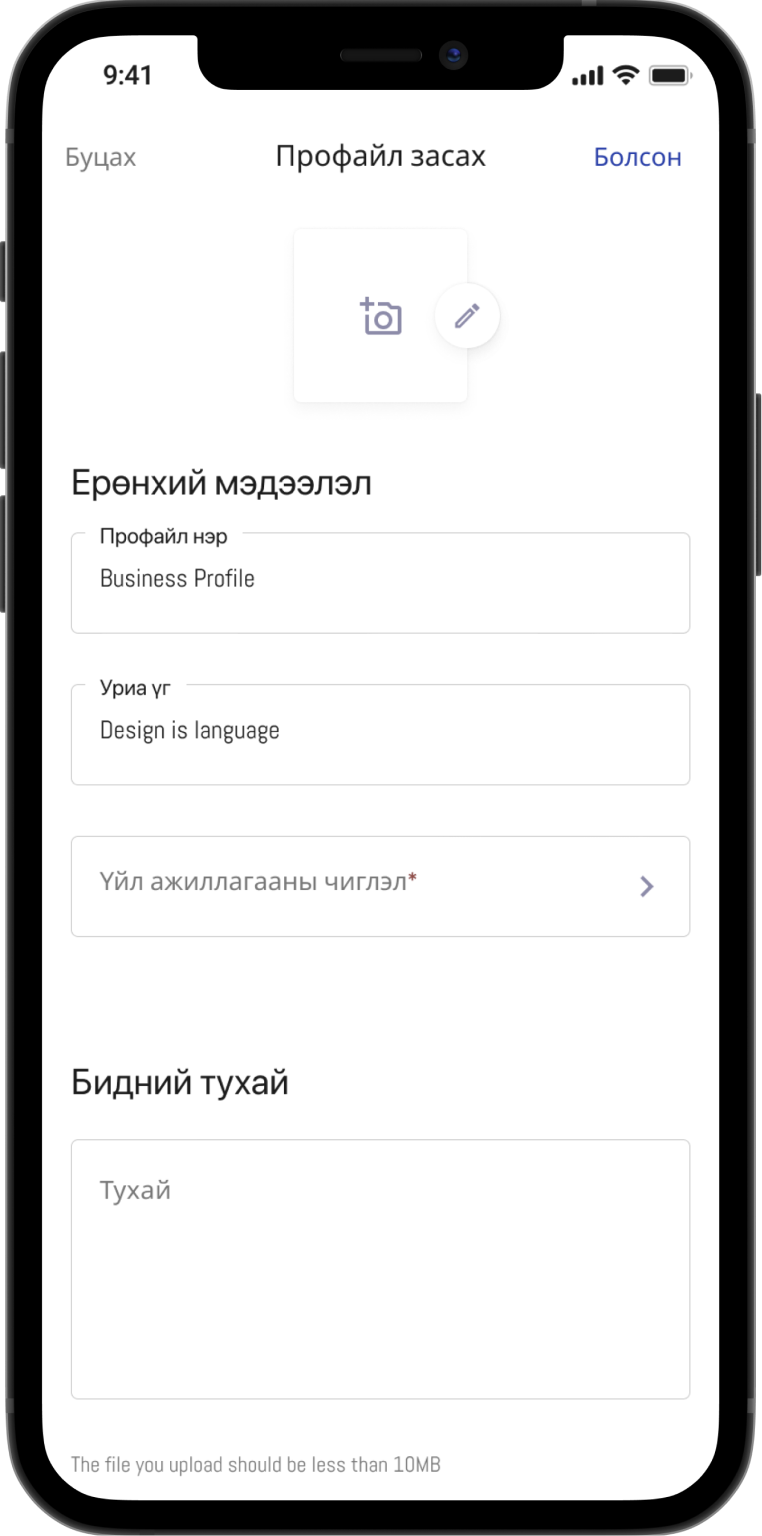 9:41
Буцах Профайл засах Болсон
Ерөнхий мэдээлэл
Профайл нэр
Business Profile
Уриа үг
Design is language
Үйл ажиллагааны чиглэл*
Бидний тухай
Тухай
The file you upload should be less than 10MB